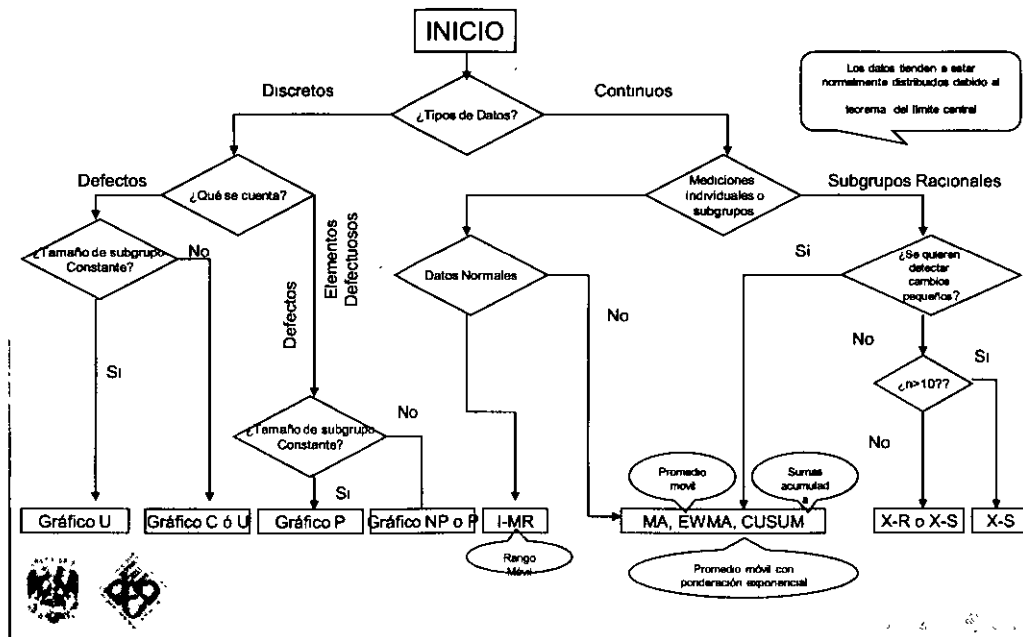 INICIO
Los datos tienden a estar
normalmente distribuidos debido al
teorema del límite central
Discretos
¿Tipos de Datos?
Continuos
Defectos
¿Qué se cuenta?
Mediciones
individuales o
subgrupos
Subgrupos Racionales
¿Tamaño de subgrupo
Constante?
No
Defectos
Elementos
Defectuosos
Datos Normales
Si
¿Se quieren
detectar
cambios
pequeños?
No
Si
No
Si
¿n>10??
¿Tamaño de subgrupo
Constante?
No
No
Si
Promedio
movil
Sumas
acumulad
a
Gráfico U
Gráfico C ó U
Gráfico P
Gráfico NP o P
I-MR
MA, EWMA, CUSUM
X-R o X-S
X-S
Rango
Móvil
Promedio móvil con
ponderación exponencial